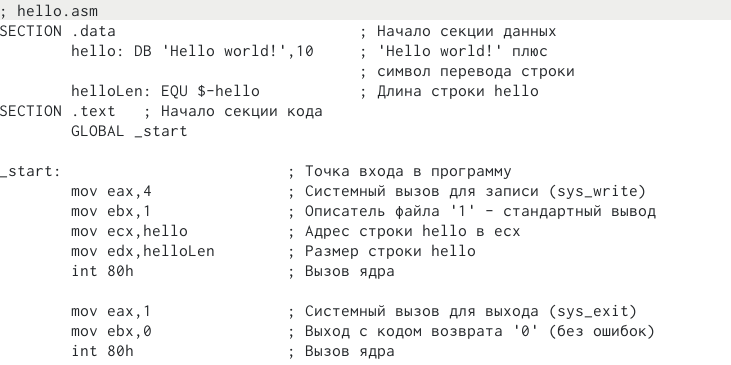 ; hello.asm
SECTION .data                           ; Начало секции данных
        hello: DB 'Hello world!',10     ; 'Hello world!' плюс
                                        ; символ перевода строки
        helloLen: EQU $-hello           ; Длина строки hello
SECTION .text   ; Начало секции кода
        GLOBAL _start

_start:                         ; Точка входа в программу
        mov eax,4               ; Системный вызов для записи (sys_write)
        mov ebx,1               ; Описатель файла '1' - стандартный вывод
        mov ecx,hello           ; Адрес строки hello в ecx
        mov edx,helloLen        ; Размер строки hello
        int 80h                 ; Вызов ядра

        mov eax,1               ; Системный вызов для выхода (sys_exit)
        mov ebx,0               ; Выход с кодом возврата '0' (без ошибок)
        int 80h                 ; Вызов ядра